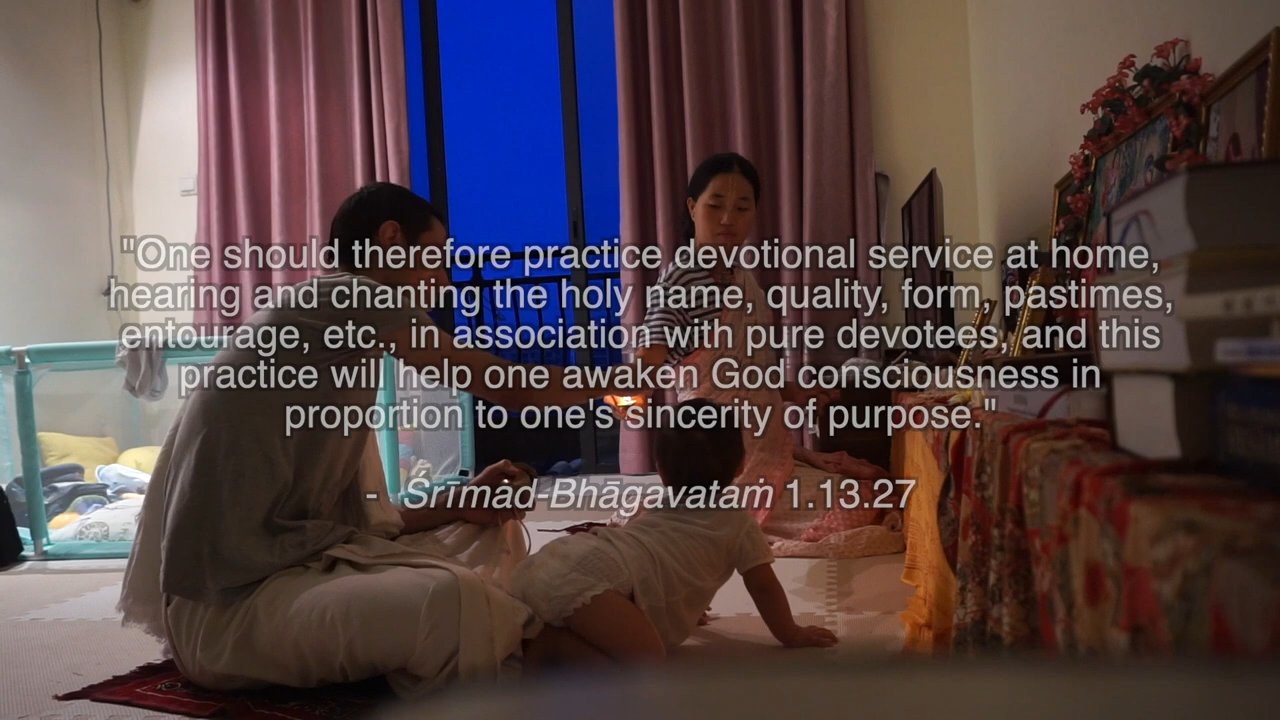 "One should therefore practice devotional service at home,
hearing and chanting the holy name, quality, form, pastimes,
entourage, etc., in association with pure devotees, and this
practice will help one awaken God consciousness in
proportion to one's sincerity of purpose."
- Śrīmād-Bhāgavataṁ 1.13.27